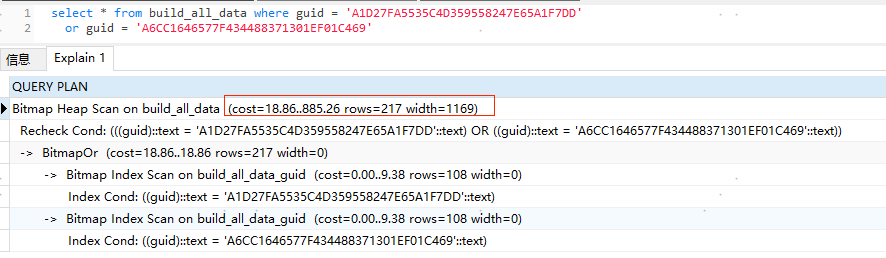 1 select * from build_all_data where guid = 'A1D27FA5535C4D359558247E65A1F7DD'
2 or guid = 'A6CC1646577F434488371301EF01C469'
信息 Explain 1
QUERY PLAN
Bitmap Heap Scan on build_all_data (cost=18.86..885.26 rows=217 width=1169)
Recheck Cond: (((guid)::text = 'A1D27FA5535C4D359558247E65A1F7DD'::text) OR ((guid)::text = 'A6CC1646577F434488371301EF01C469'::text))
-> BitmapOr (cost=18.86..18.86 rows=217 width=0)
-> Bitmap Index Scan on build_all_data_guid (cost=0.00..9.38 rows=108 width=0)
Index Cond: ((guid)::text = 'A1D27FA5535C4D359558247E65A1F7DD'::text)
-> Bitmap Index Scan on build_all_data_guid (cost=0.00..9.38 rows=108 width=0)
Index Cond: ((guid)::text = 'A6CC1646577F434488371301EF01C469'::text)